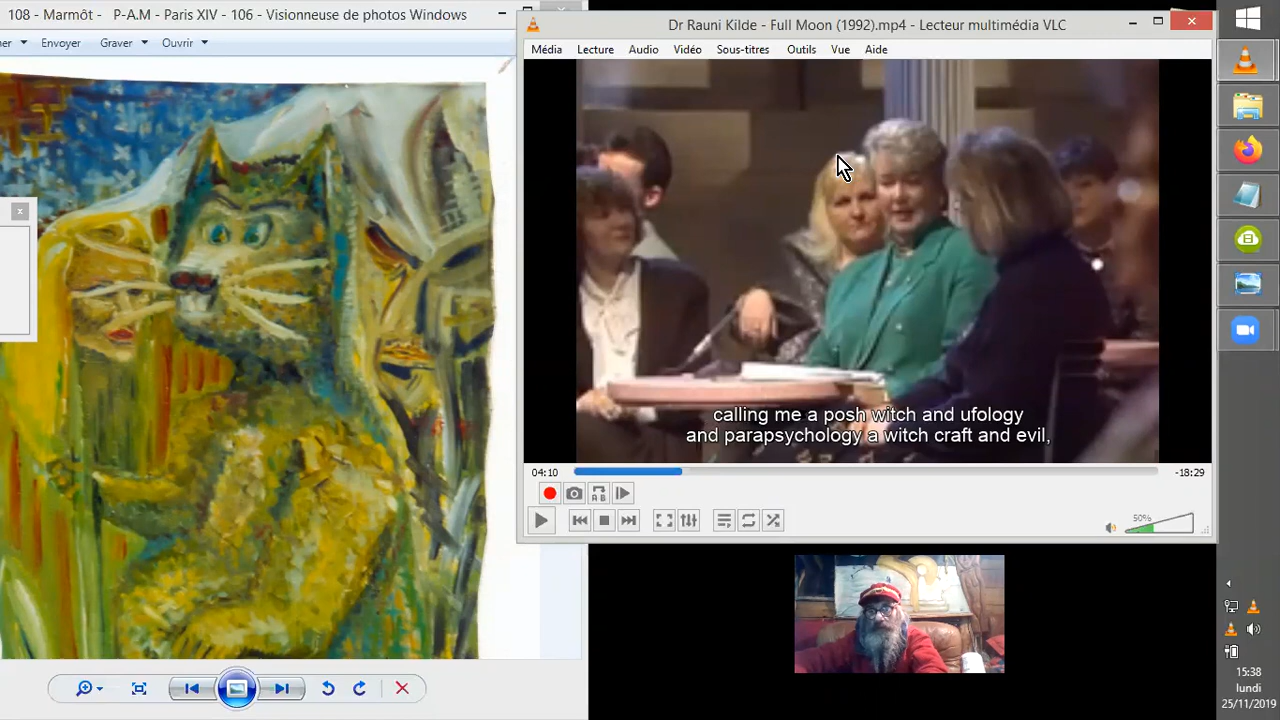 108 - Marmôt - P-A-M - Paris XIV - 106 - Visionneuse de photos Windows
Envoyer Graver Ouvrir
Dr Rauni Kilde - Full Moon (1992).mp4 - Lecteur multimédia VLC
Média Lecture Audio Vidéo Sous-titres Outils Vue Aide
calling me a posh witch and ufology
and parapsychology a witch craft and evil,
04:10
-18:29
50%
15:38
lundi
25/11/2019